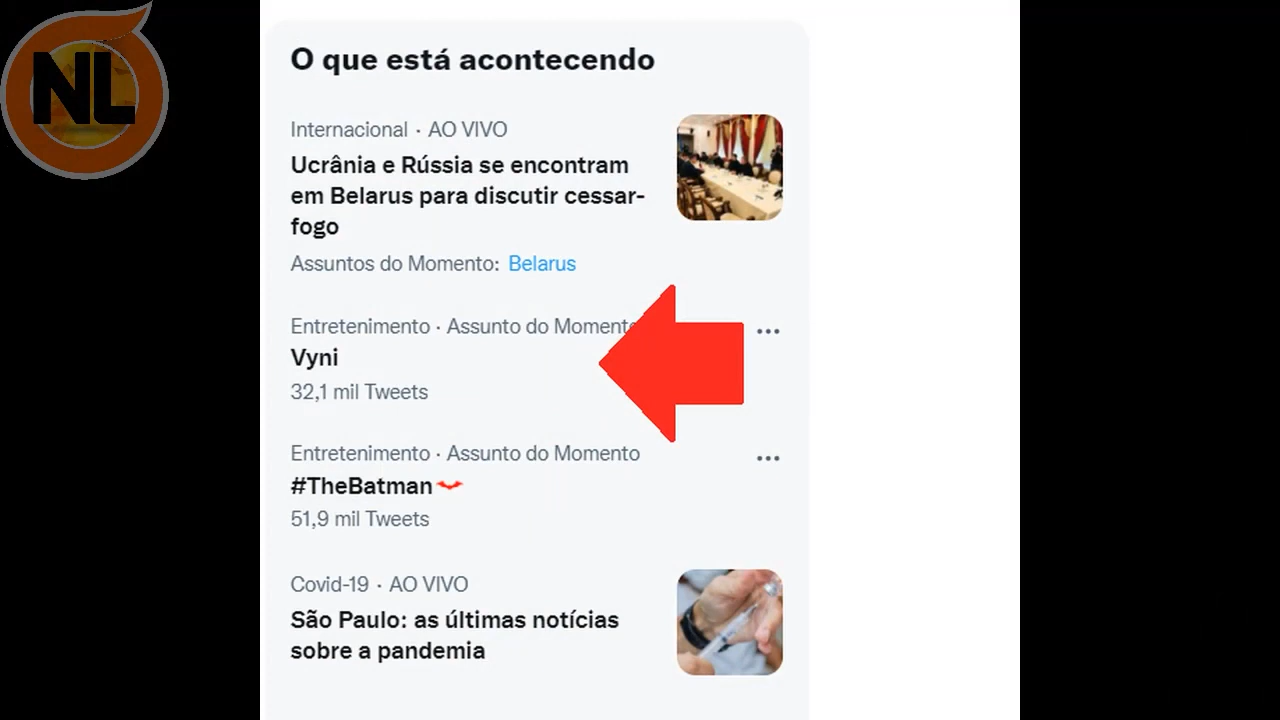 NL
O que está acontecendo
Internacional · AO VIVO
Ucrânia e Rússia se encontram
em Belarus para discutir cessar-
fogo
Assuntos do Momento: Belarus
Entretenimento · Assunto do Momento
Vyni
32,1 mil Tweets
Entretenimento · Assunto do Momento
#TheBatman
51,9 mil Tweets
Covid-19 · AO VIVO
São Paulo: as últimas notícias
sobre a pandemia